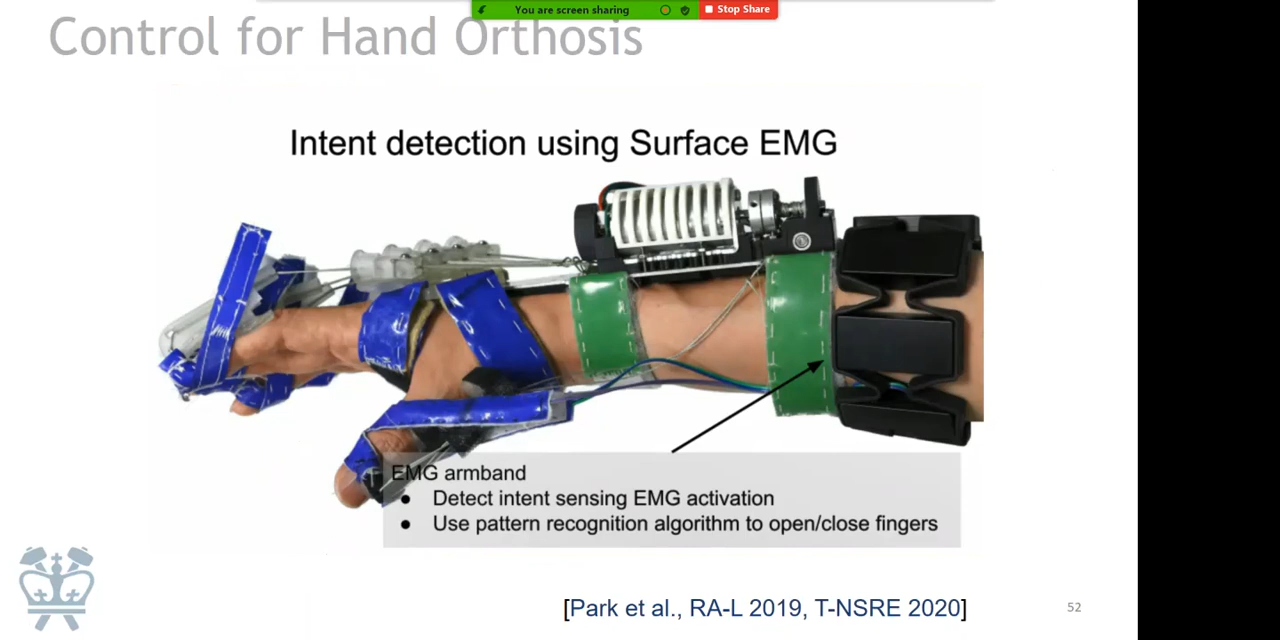 You are screen sharing
Stop Share
Control for Hand Orthosis
Intent detection using Surface EMG
EMG armband
● Detect intent sensing EMG activation
● Use pattern recognition algorithm to open/close fingers
[Park et al., RA-L 2019, T-NSRE 2020]
52